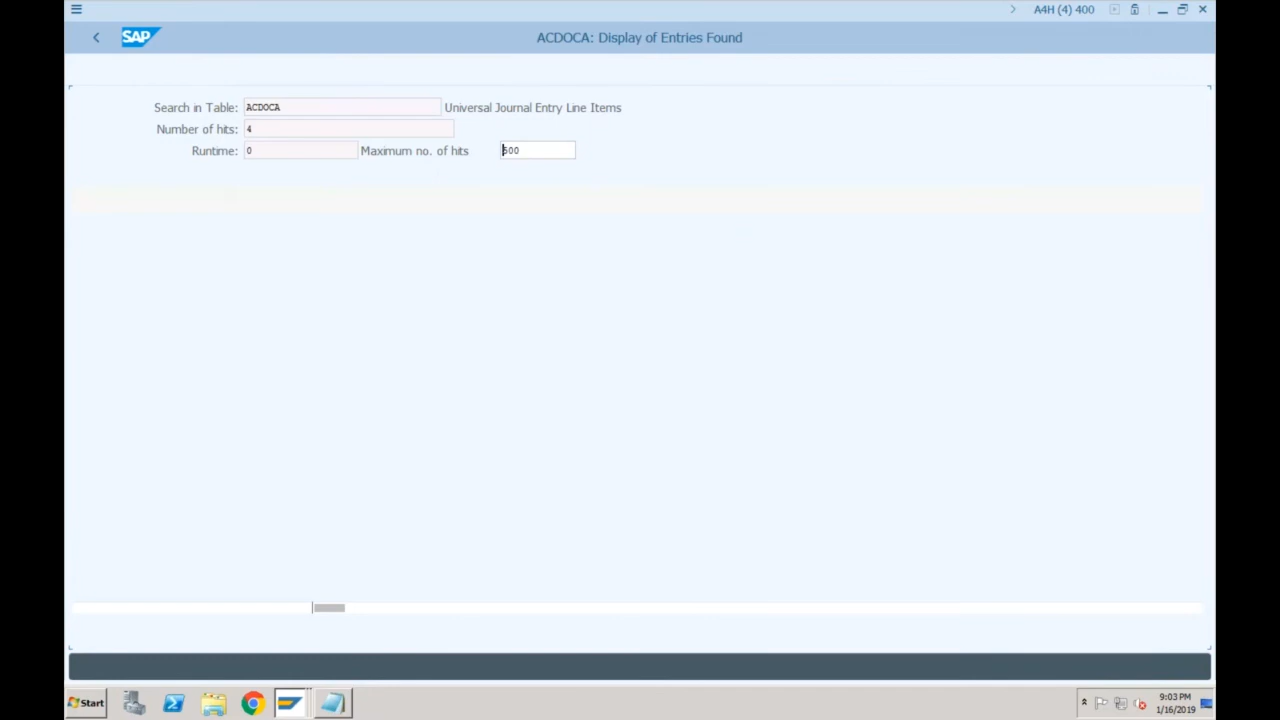 A4H (4) 400
SAP
ACDOCA: Display of Entries Found
Search in Table: ACDOCA Universal Journal Entry Line Items
Number of hits: 4
Runtime: 0 Maximum no. of hits 500
Start
9:03 PM
1/16/2019